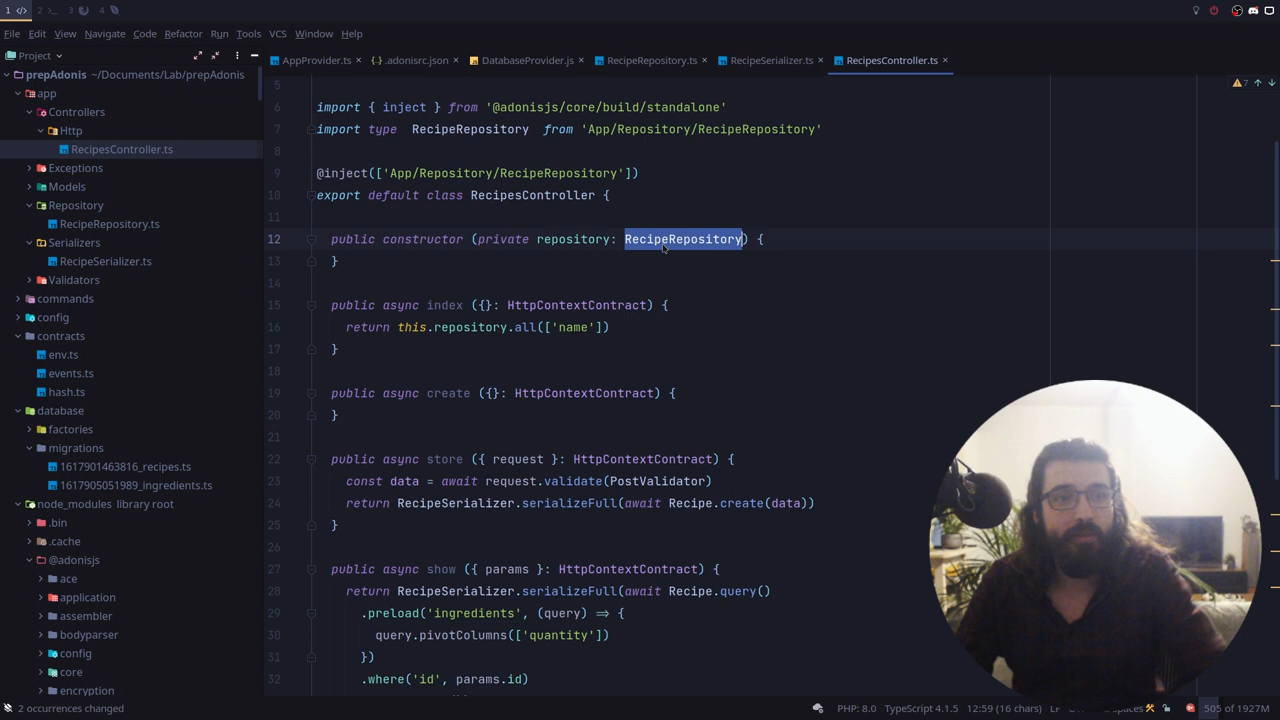 1 </> 2 3 4
File Edit View Navigate Code Refactor Run Tools VCS Window Help
Project
AppProvider.ts × .adonisrc.json × DatabaseProvider.js × RecipeRepository.ts × RecipeSerializer.ts × RecipesController.ts ×
prepAdonis ~/Documents/Lab/prepAdonis
app
Controllers
Http
RecipesController.ts
Exceptions
Models
Repository
RecipeRepository.ts
Serializers
RecipeSerializer.ts
Validators
commands
config
contracts
env.ts
events.ts
hash.ts
database
factories
migrations
1617901463816_recipes.ts
1617905051989_ingredients.ts
node_modules library root
.bin
.cache
@adonisjs
ace
application
assembler
bodyparser
config
core
encryption
7
5
6 import { inject } from '@adonisjs/core/build/standalone'
7 import type RecipeRepository from 'App/Repository/RecipeRepository'
8
9 @inject(['App/Repository/RecipeRepository'])
10 export default class RecipesController {
11
12 public constructor (private repository: RecipeRepository) {
13 }
14
15 public async index ({}: HttpContextContract) {
16 return this.repository.all(['name'])
17 }
18
19 public async create ({}: HttpContextContract) {
20 }
21
22 public async store ({ request }: HttpContextContract) {
23 const data = await request.validate(PostValidator)
24 return RecipeSerializer.serializeFull(await Recipe.create(data))
25 }
26
27 public async show ({ params }: HttpContextContract) {
28 return RecipeSerializer.serializeFull(await Recipe.query()
29 .preload('ingredients', (query) => {
30 query.pivotColumns(['quantity'])
31 })
32 .where('id', params.id)
2 occurrences changed
PHP: 8.0 TypeScript 4.1.5 12:59 (16 chars) 505 of 1927M